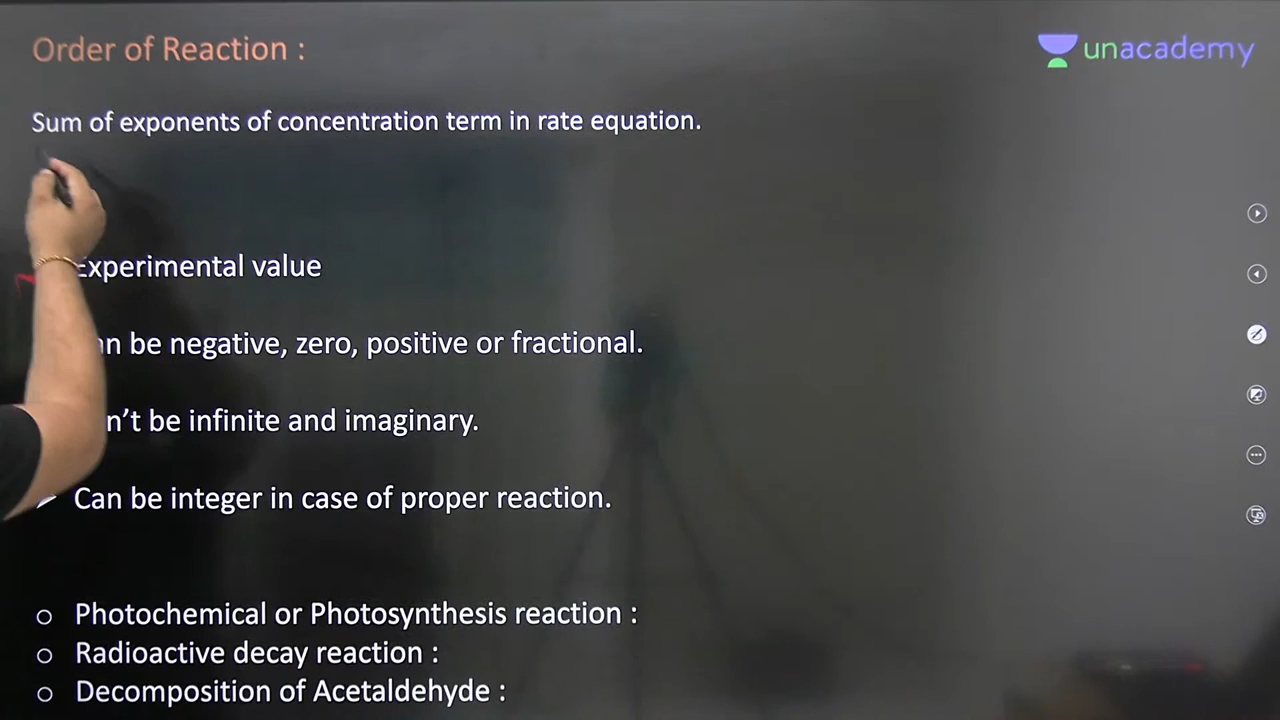 Order of Reaction :
unacademy
Sum of exponents of concentration term in rate equation.
Experimental value
be negative, zero, positive or fractional.
be infinite and imaginary.
Can be integer in case of proper reaction.
o Photochemical or Photosynthesis reaction :
o Radioactive decay reaction :
o Decomposition of Acetaldehyde :